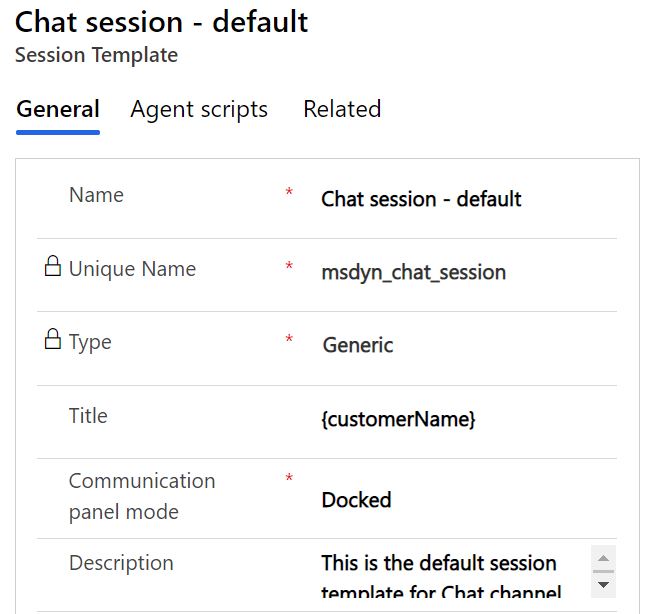 Chat session - default
Session Template
General Agent scripts Related
Name * Chat session - default
Unique Name * msdyn_chat_session
Type * Generic
Title {customerName}
Communication panel mode * Docked
Description This is the default session
template for Chat channel